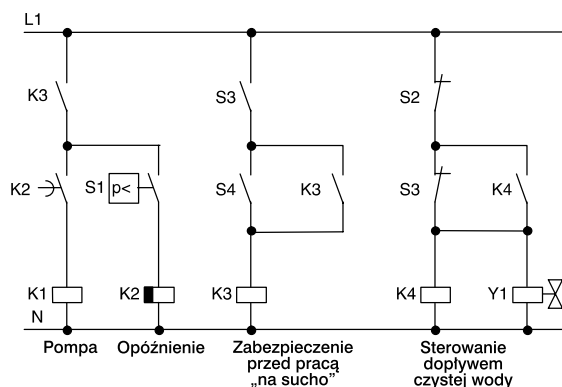 L1
K3
S3
S2
K2
S1
p<
S4
K3
S3
K4
K1
K2
K3
K4
Y1
N
Pompa
Opóźnienie
Zabezpieczenie
przed pracą
„na sucho”
Sterowanie
dopływem
czystej wody